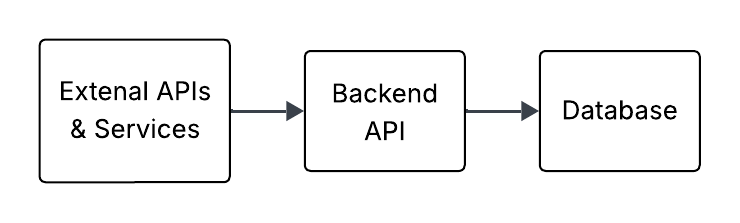 Extenal APIs
& Services
Backend
API
Database